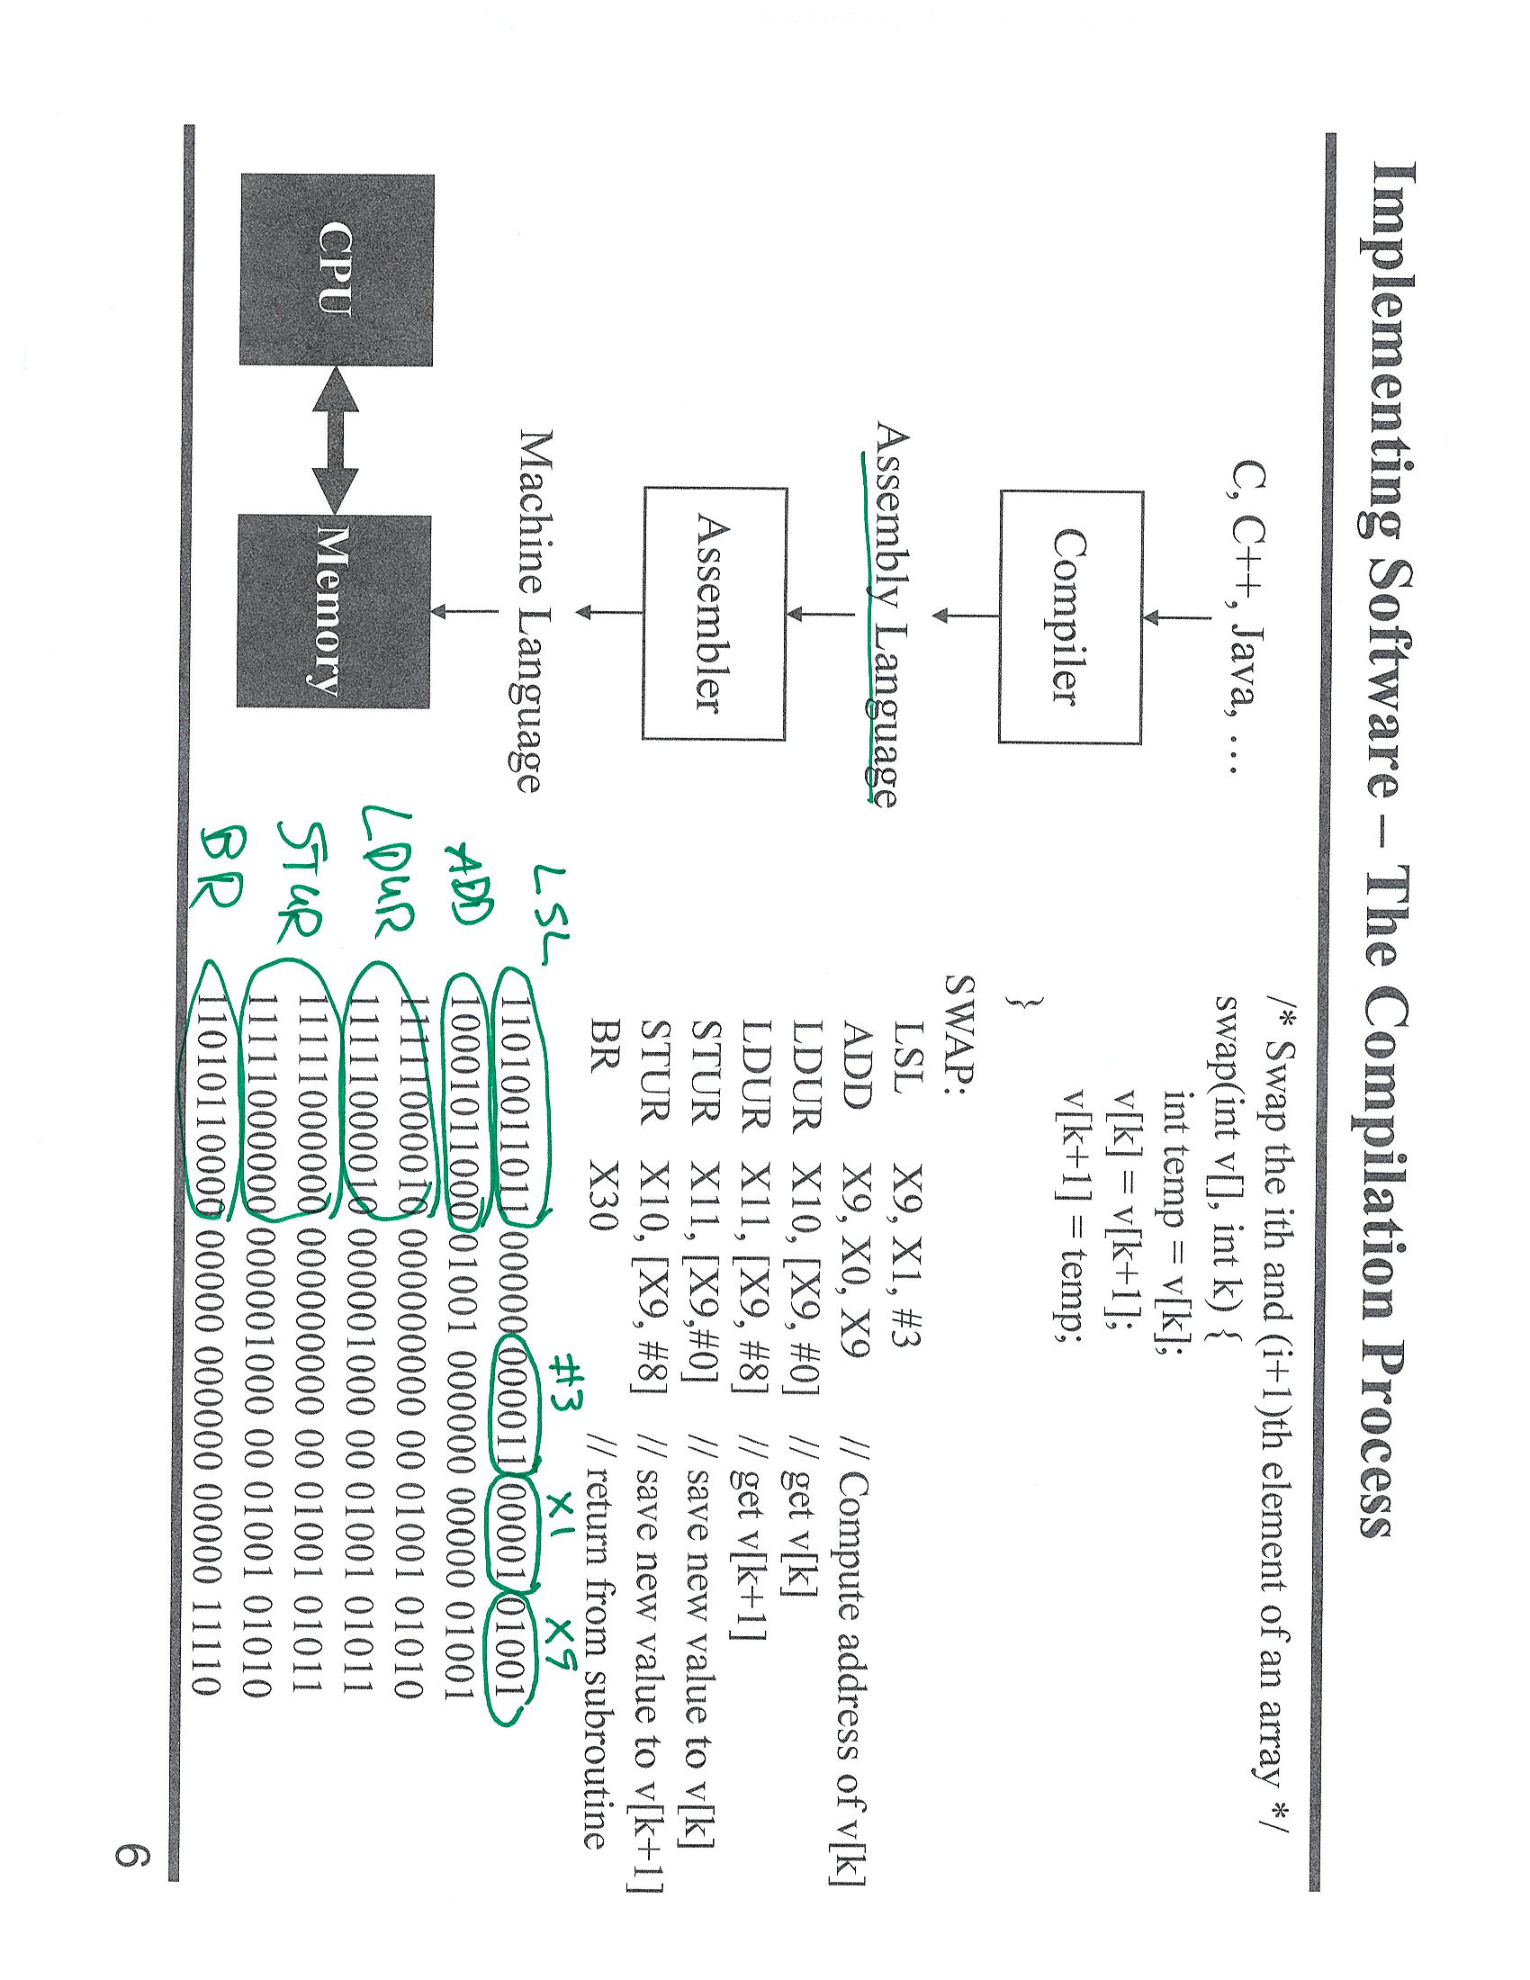 Implementing Software – The Compilation Process
C, C++, Java, …
Compiler
Assembly Language
Assembler
Machine Language
CPU
Memory
/* Swap the ith and (i+1)th element of an array */
swap(int v[], int k) {
int temp = v[k];
v[k] = v[k+1];
v[k+1] = temp;
}
SWAP:
LSL X9, X1, #3
ADD X9, X0, X9 // Compute address of v[k]
LDUR X10, [X9, #0] // get v[k]
LDUR X11, [X9, #8] // get v[k+1]
STUR X11, [X9,#0] // save new value to v[k]
STUR X10, [X9, #8] // save new value to v[k+1]
BR X30 // return from subroutine
#3 X1 X9
LSL 11010011011 00000 000011 00001 01001
ADD 10001011000 01001 000000 00000 01001
11111000010 000000000 00 01001 01010
LDUR 11111000010 000001000 00 01001 01011
11111000000 000000000 00 01001 01011
STUR 11111000000 000001000 00 01001 01010
BR 11010110000 00000 000000 00000 11110
6